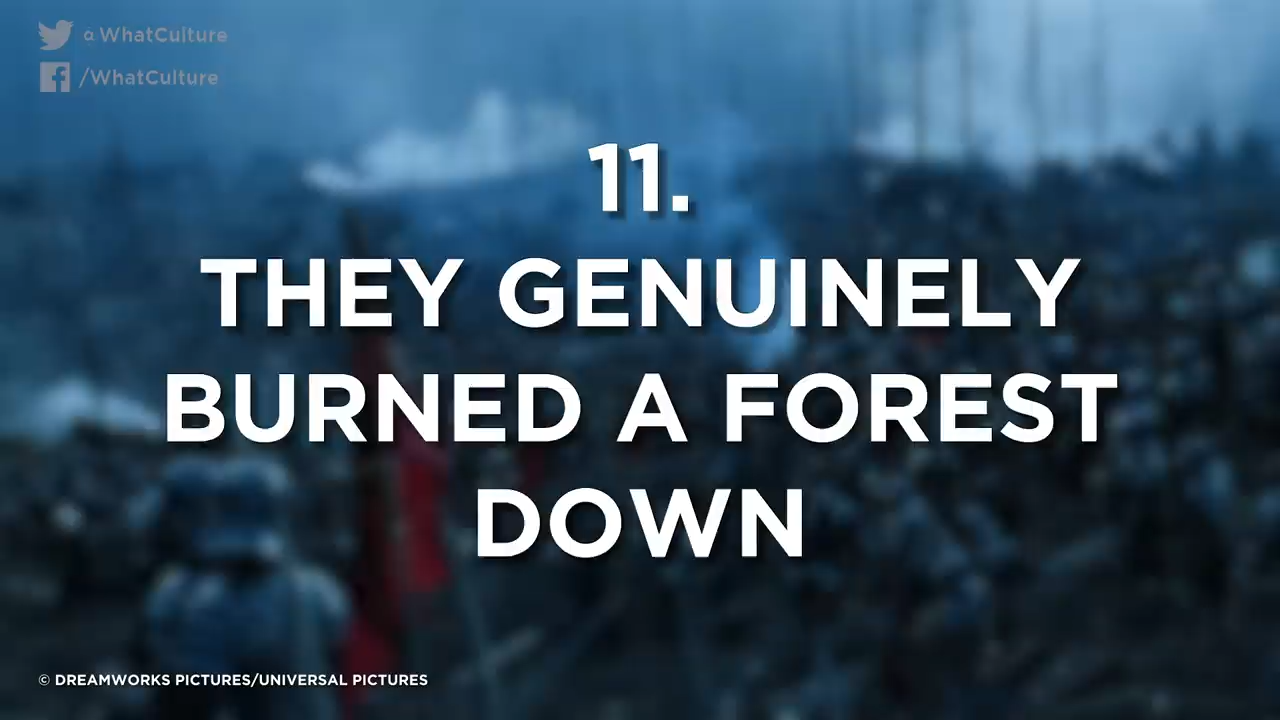 @WhatCulture
/WhatCulture
11.
THEY GENUINELY
BURNED A FOREST
DOWN
© DREAMWORKS PICTURES/UNIVERSAL PICTURES